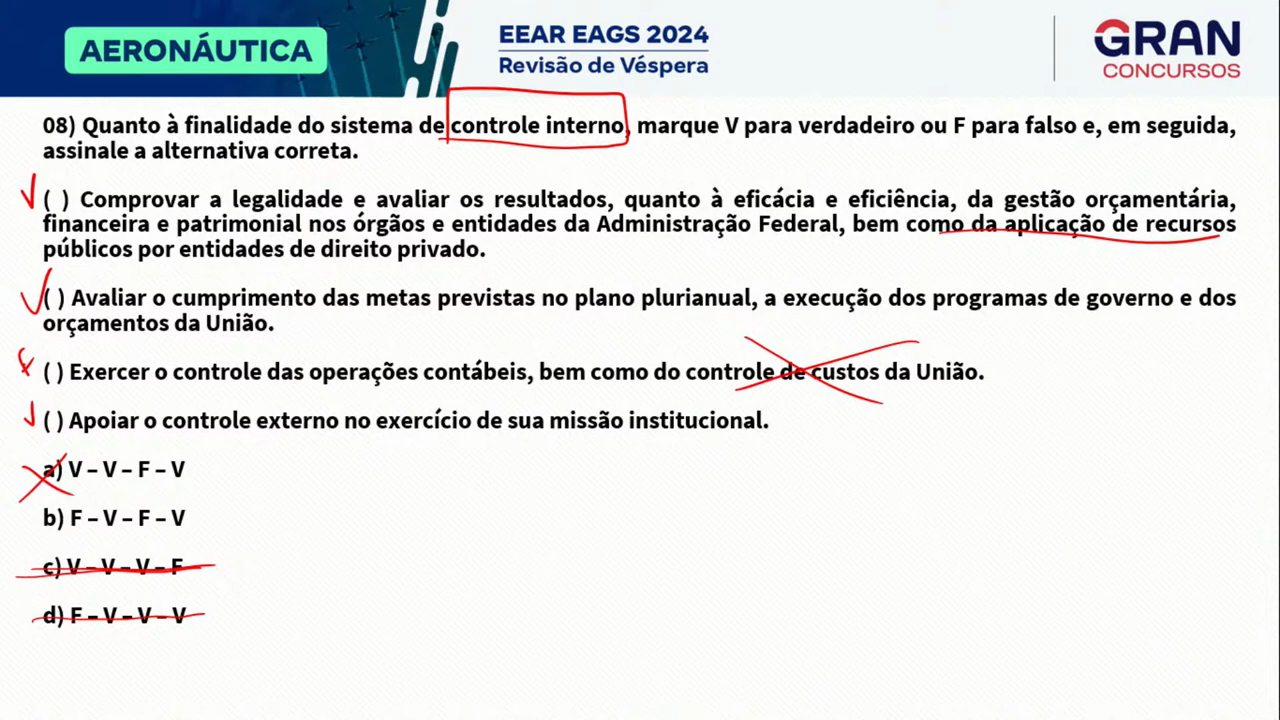 AERONÁUTICA
EEAR EAGS 2024
Revisão de Véspera
GRAN
CONCURSOS
08) Quanto à finalidade do sistema de controle interno, marque V para verdadeiro ou F para falso e, em seguida,
assinale a alternativa correta.
( ) Comprovar a legalidade e avaliar os resultados, quanto à eficácia e eficiência, da gestão orçamentária,
financeira e patrimonial nos órgãos e entidades da Administração Federal, bem como da aplicação de recursos
públicos por entidades de direito privado.
( ) Avaliar o cumprimento das metas previstas no plano plurianual, a execução dos programas de governo e dos
orçamentos da União.
( ) Exercer o controle das operações contábeis, bem como do controle de custos da União.
( ) Apoiar o controle externo no exercício de sua missão institucional.
a) V – V – F – V
b) F – V – F – V
c) V – V – V – F
d) F – V – V – V